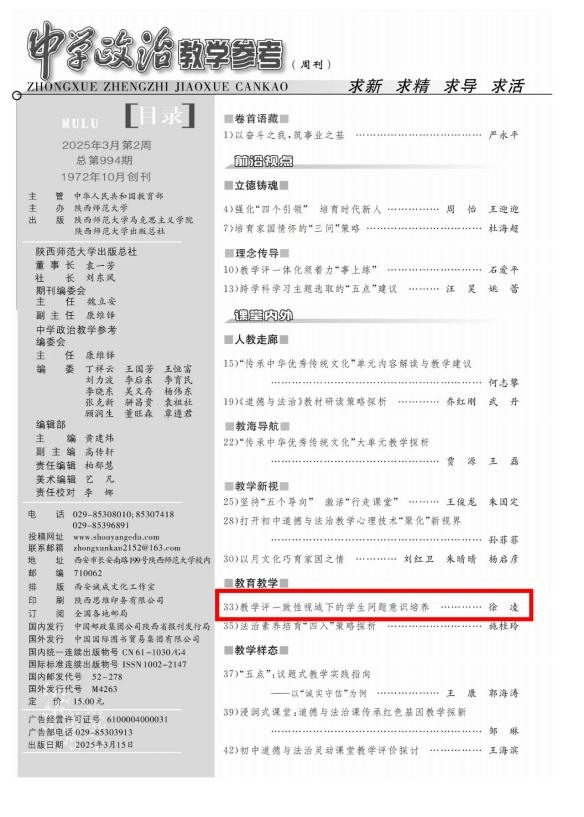 中学政治教学参考（周刊）
ZHONGXUE ZHENGZHI JIAOXUE CANKAO
求新 求精 求导 求活
MULU 【目录】
2025年3月第2周
总第994期
1972年10月创刊
主 管 中华人民共和国教育部
主 办 陕西师范大学
出 版 陕西师范大学马克思主义学院
陕西师范大学出版总社
陕西师范大学出版总社
董 事 长 袁一芳
社 长 刘东风
期刊编委会
主 任 魏立安
副 主 任 康维铎
中学政治教学参考
编委会
主 任 康维铎
编 委 丁祥云 王国芳 王恒富
刘力波 李后东 李育民
李晓东 吴又存 杨伟东
张克新 骈昌贵 袁祖社
顾润生 董旺森 覃遵君
编辑部
主 编 黄建炜
副 主 编 高传轩
责任编辑 柏郁慧
美术编辑 艺 凡
责任校对 李 娜
电 话 029-85308010；85307418
029-85396891
投稿网址 www.shouyangedu.com
联系邮箱 zhongxunkan2152@163.com
地 址 西安市长安南路199号陕西师范大学校内
邮 编 710062
排 版 西安诚成文化工作室
印 刷 陕西思维印务有限公司
订 阅 全国各地邮局
国内发行 中国邮政集团公司陕西省报刊发行局
国外发行 中国国际图书贸易集团有限公司
国内统一连续出版物号 CN 61-1030/G4
国际标准连续出版物号 ISSN 1002-2147
国内邮发代号 52-278
国外发行代号 M4263
定 价 15.00元
广告经营许可证号 6100004000031
广告部电话 029-85303913
出版日期 2025年3月15日
■卷首语藏■
1)以奋斗之我，筑事业之基 …………………………… 严永平
前沿视点
■立德铸魂■
4)强化“四个引领” 培育时代新人 …………… 周 怡 王迎迎
7)培育家国情怀的“三问”策略 ………………………… 杜海超
■理念传导■
10)教学评一体化须着力“事上练” ……………………… 石爱平
13)跨学科学习主题选取的“五点”建议 ……… 汪 昊 姚 蕾
课堂内外
■人教走廊■
15)“传承中华优秀传统文化”单元内容解读与教学建议
……………………………………………… 何志攀
19)《道德与法治》教材研读策略探析 ………… 乔红刚 武 丹
■教海导航■
22)“传承中华优秀传统文化”大单元教学探析
……………………………………… 贾 源 王 磊
■教学新视■
25)坚持“五个导向” 激活“行走课堂” ……… 王俊龙 朱国定
28)打开初中道德与法治教学心理技术“聚化”新视界
……………………………………………… 孙菲菲
30)以月文化巧育家国之情 ………… 刘红卫 朱晴晴 杨启彦
■教育教学■
33)教学评一致性视域下的学生问题意识培养 ………… 徐 凌
35)法治素养培育“四入”策略探析 ……………………… 施桂玲
■教学样态■
37)“五点”：议题式教学实践指向
——以“诚实守信”为例 …………… 王 康 郭海涛
39)浸润式课堂：道德与法治课传承红色基因教学探新
……………………………………………… 邹 琳
42)初中道德与法治灵动课堂教学评价探讨 …………… 王海滨